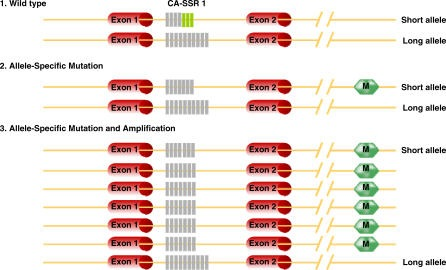 1. Wild type CA-SSR 1
Exon 1 Exon 2 Short allele
Exon 1 Exon 2 Long allele
2. Allele-Specific Mutation
Exon 1 Exon 2 M Short allele
Exon 1 Exon 2 Long allele
3. Allele-Specific Mutation and Amplification
Exon 1 Exon 2 M Short allele
Exon 1 Exon 2 M
Exon 1 Exon 2 M
Exon 1 Exon 2 M
Exon 1 Exon 2 M
Exon 1 Exon 2 M
Exon 1 Exon 2 Long allele